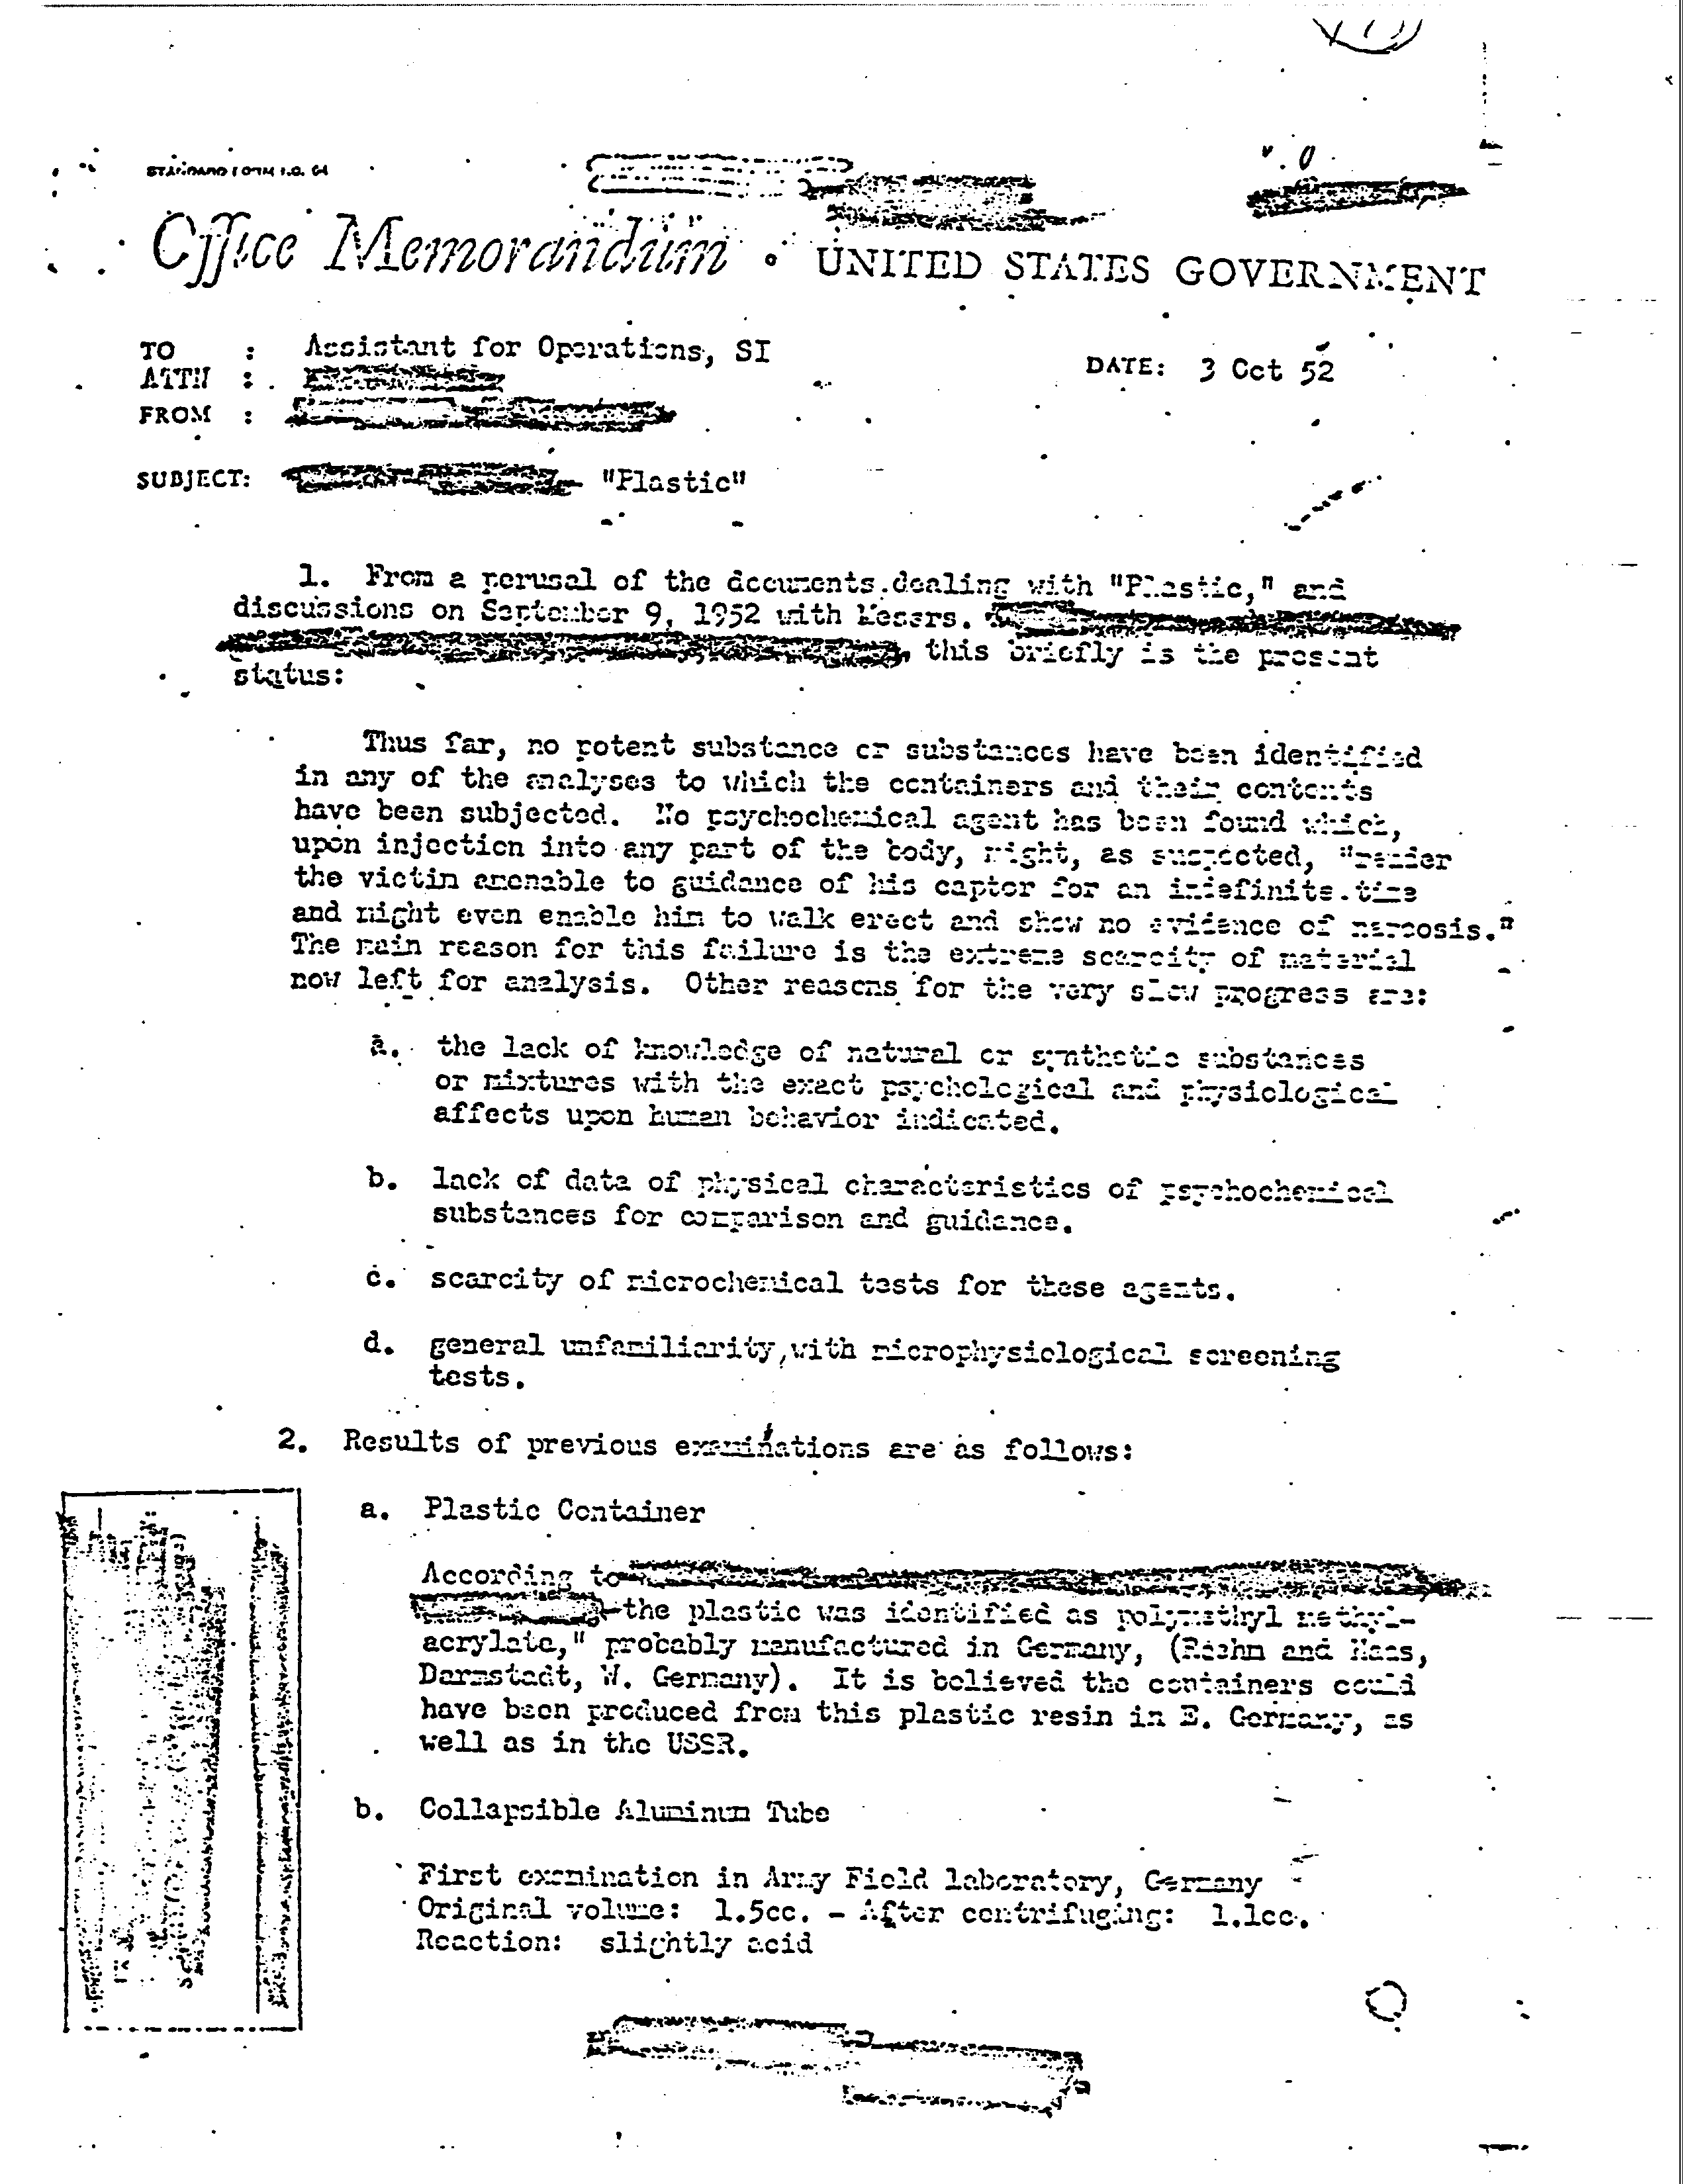 STANDARD FORM NO. 64
Office Memorandum • UNITED STATES GOVERNMENT
TO : Assistant for Operations, SI
DATE: 3 Oct 52
ATTN :
FROM :
SUBJECT: "Plastic"
1. From a perusal of the documents dealing with "Plastic," and
discussions on September 9, 1952 with Messrs.
, this briefly is the present
status:
Thus far, no potent substance or substances have been identified
in any of the analyses to which the containers and their contents
have been subjected. No psychochemical agent has been found which,
upon injection into any part of the body, might, as suspected, "render
the victim amenable to guidance of his captor for an indefinite time
and might even enable him to walk erect and show no evidence of narcosis."
The main reason for this failure is the extreme scarcity of material
now left for analysis. Other reasons for the very slow progress are:
a. the lack of knowledge of natural or synthetic substances
or mixtures with the exact psychological and physiological
affects upon human behavior indicated.
b. lack of data of physical characteristics of psychochemical
substances for comparison and guidance.
c. scarcity of microchemical tests for these agents.
d. general unfamiliarity, with microphysiological screening
tests.
2. Results of previous examinations are as follows:
a. Plastic Container
According to
the plastic was identified as polymethyl methyl-
acrylate," probably manufactured in Germany, (Roehm and Haas,
Darmstadt, W. Germany). It is believed the containers could
have been produced from this plastic resin in E. Germany, as
well as in the USSR.
b. Collapsible Aluminum Tube
First examination in Army Field laboratory, Germany
Original volume: 1.5cc. - After centrifuging: 1.1cc.
Reaction: slightly acid